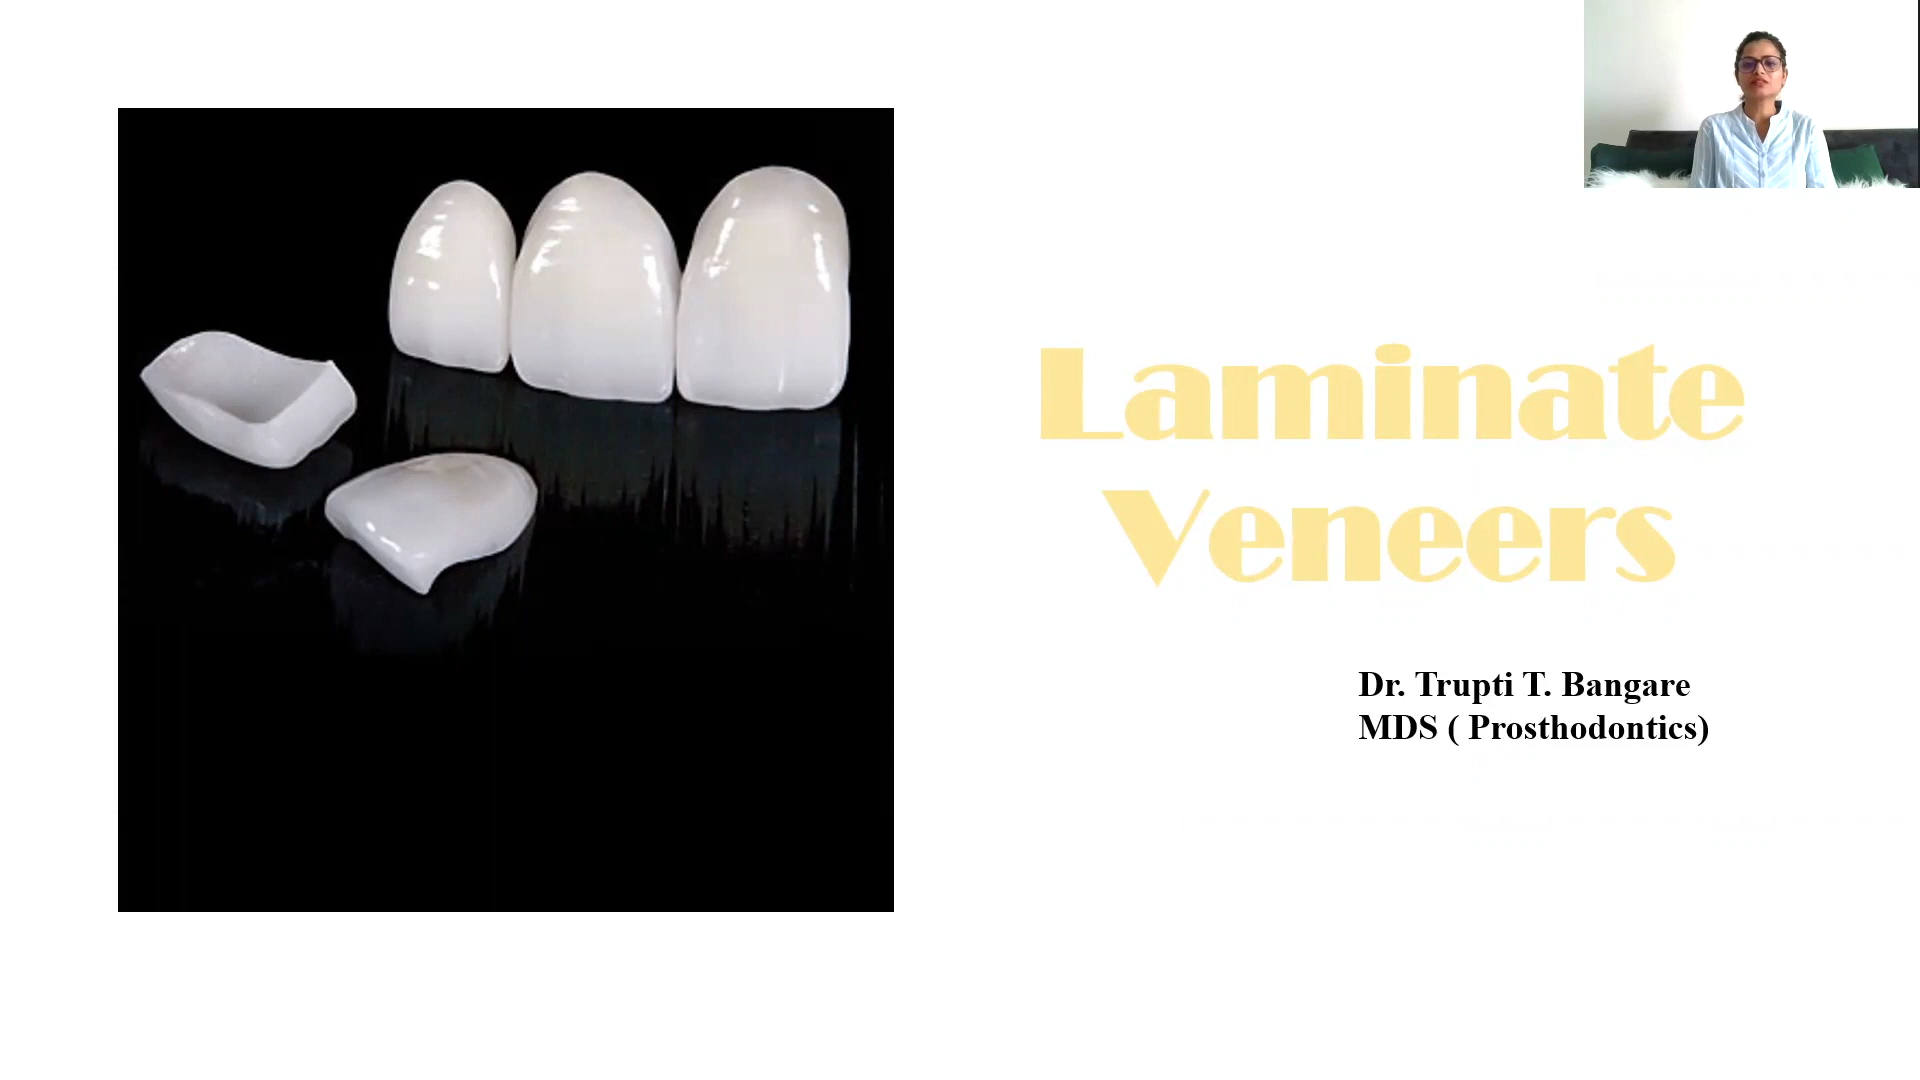 Laminate
Veneers
Dr. Trupti T. Bangare
MDS ( Prosthodontics)